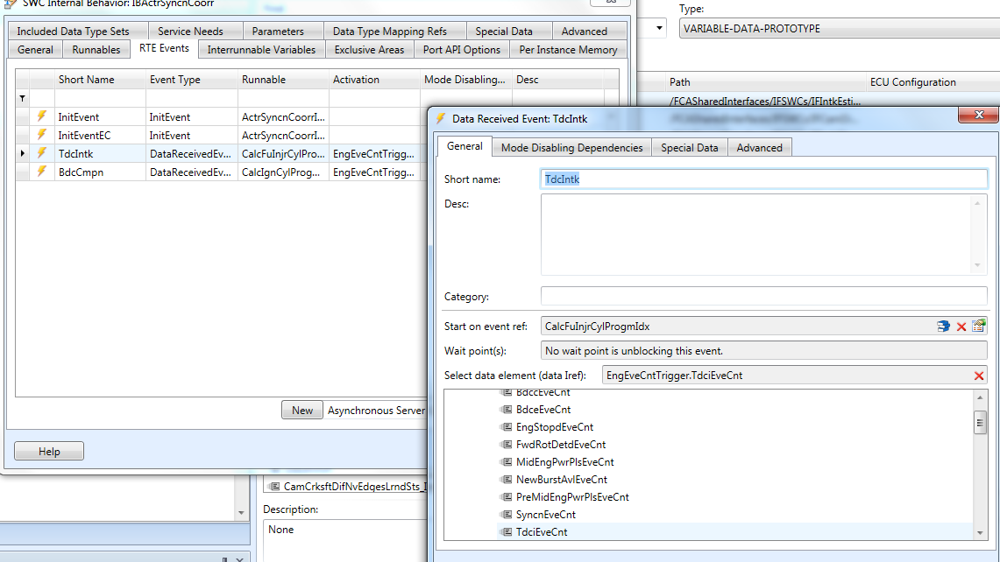 SWC Internal Behavior: IBActrSyncnCoorr
Included Data Type Sets Service Needs Parameters Data Type Mapping Refs Special Data Advanced
General Runnables RTE Events Interrunnable Variables Exclusive Areas Port API Options Per Instance Memory
Short Name Event Type Runnable Activation Mode Disabling... Desc
InitEvent InitEvent ActrSyncnCoorrI...
InitEventEC InitEvent ActrSyncnCoorrI...
TdcIntk DataReceivedEv... CalcFuInjrCylPro... EngEveCntTrigg...
BdcCmpn DataReceivedEv... CalcIgnCylProg... EngEveCntTrigg...
New Asynchronous Server
Help
CamCrksftDifNvEdgesLrndSts_I
Description:
None
Type:
VARIABLE-DATA-PROTOTYPE
Path ECU Configuration
/FCASharedInterfaces/IFSWCs/IFIntkEsti...
Data Received Event: TdcIntk
General Mode Disabling Dependencies Special Data Advanced
Short name: TdcIntk
Desc:
Category:
Start on event ref: CalcFuInjrCylProgmIdx
Wait point(s): No wait point is unblocking this event.
Select data element (data Iref): EngEveCntTrigger.TdciEveCnt
BdccEveCnt
BdceEveCnt
EngStopdEveCnt
FwdRotDetdEveCnt
MidEngPwrPlsEveCnt
NewBurstAvlEveCnt
PreMidEngPwrPlsEveCnt
SyncnEveCnt
TdciEveCnt